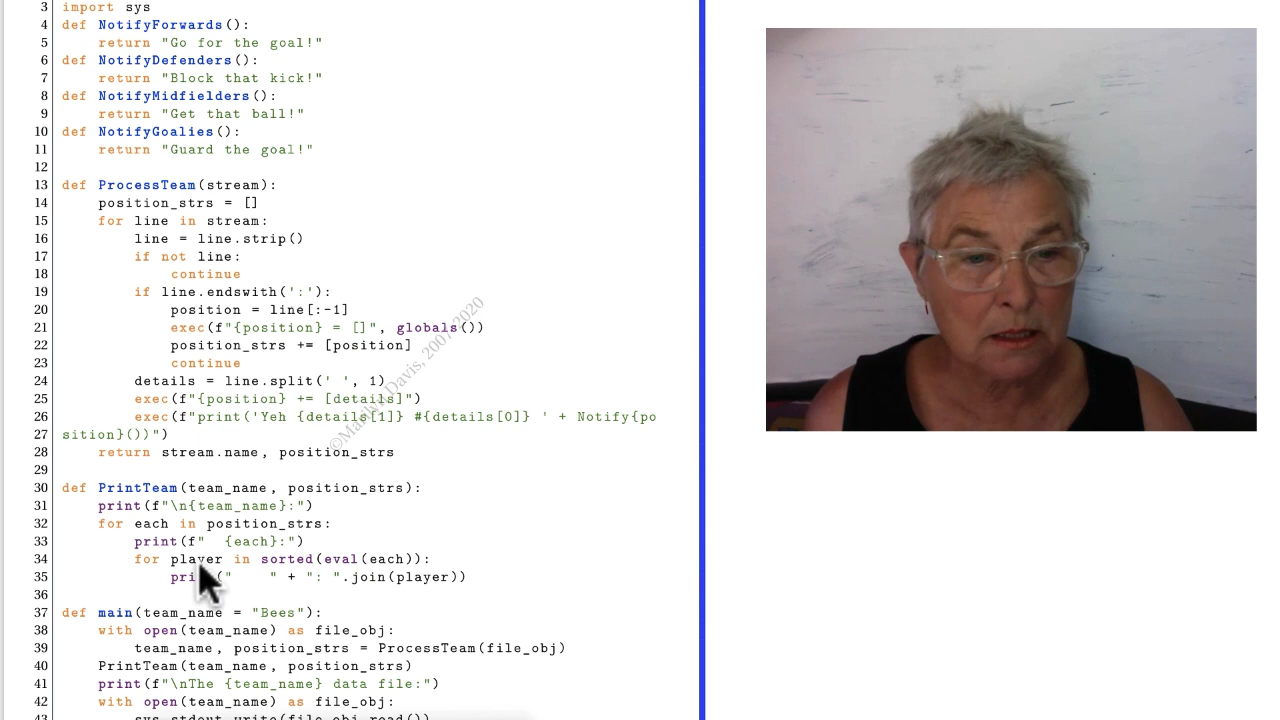 3 import sys
4 def NotifyForwards():
5     return "Go for the goal!"
6 def NotifyDefenders():
7     return "Block that kick!"
8 def NotifyMidfielders():
9     return "Get that ball!"
10 def NotifyGoalies():
11     return "Guard the goal!"
12
13 def ProcessTeam(stream):
14     position_strs = []
15     for line in stream:
16         line = line.strip()
17         if not line:
18             continue
19         if line.endswith(':'):
20             position = line[:-1]
21             exec(f"{position} = []", globals())
22             position_strs += [position]
23             continue
24         details = line.split(' ', 1)
25         exec(f"{position} += [details]")
26         exec(f"print('Yeh {details[1]} #{details[0]} ' + Notify{po
27 sition}())")
28     return stream.name, position_strs
29
30 def PrintTeam(team_name, position_strs):
31     print(f"\n{team_name}:")
32     for each in position_strs:
33         print(f"  {each}:")
34         for player in sorted(eval(each)):
35             pri ("    " + ": ".join(player))
36
37 def main(team_name = "Bees"):
38     with open(team_name) as file_obj:
39         team_name, position_strs = ProcessTeam(file_obj)
40     PrintTeam(team_name, position_strs)
41     print(f"\nThe {team_name} data file:")
42     with open(team_name) as file_obj:
43         sys.stdout.write(file_obj.read())